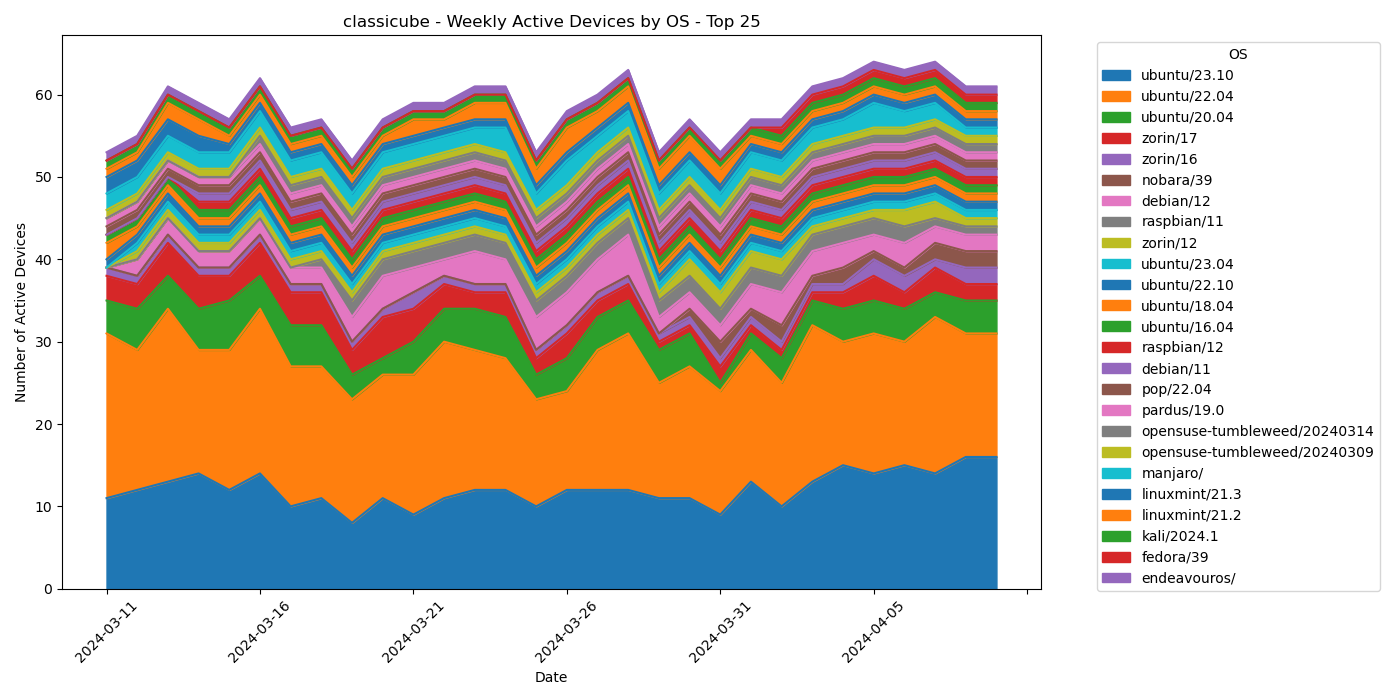 classicube - Weekly Active Devices by OS - Top 25
Number of Active Devices
60
50
40
30
20
10
0
2024-03-11
2024-03-16
2024-03-21
2024-03-26
2024-03-31
2024-04-05
Date
OS
ubuntu/23.10
ubuntu/22.04
ubuntu/20.04
zorin/17
zorin/16
nobara/39
debian/12
raspbian/11
zorin/12
ubuntu/23.04
ubuntu/22.10
ubuntu/18.04
ubuntu/16.04
raspbian/12
debian/11
pop/22.04
pardus/19.0
opensuse-tumbleweed/20240314
opensuse-tumbleweed/20240309
manjaro/
linuxmint/21.3
linuxmint/21.2
kali/2024.1
fedora/39
endeavouros/